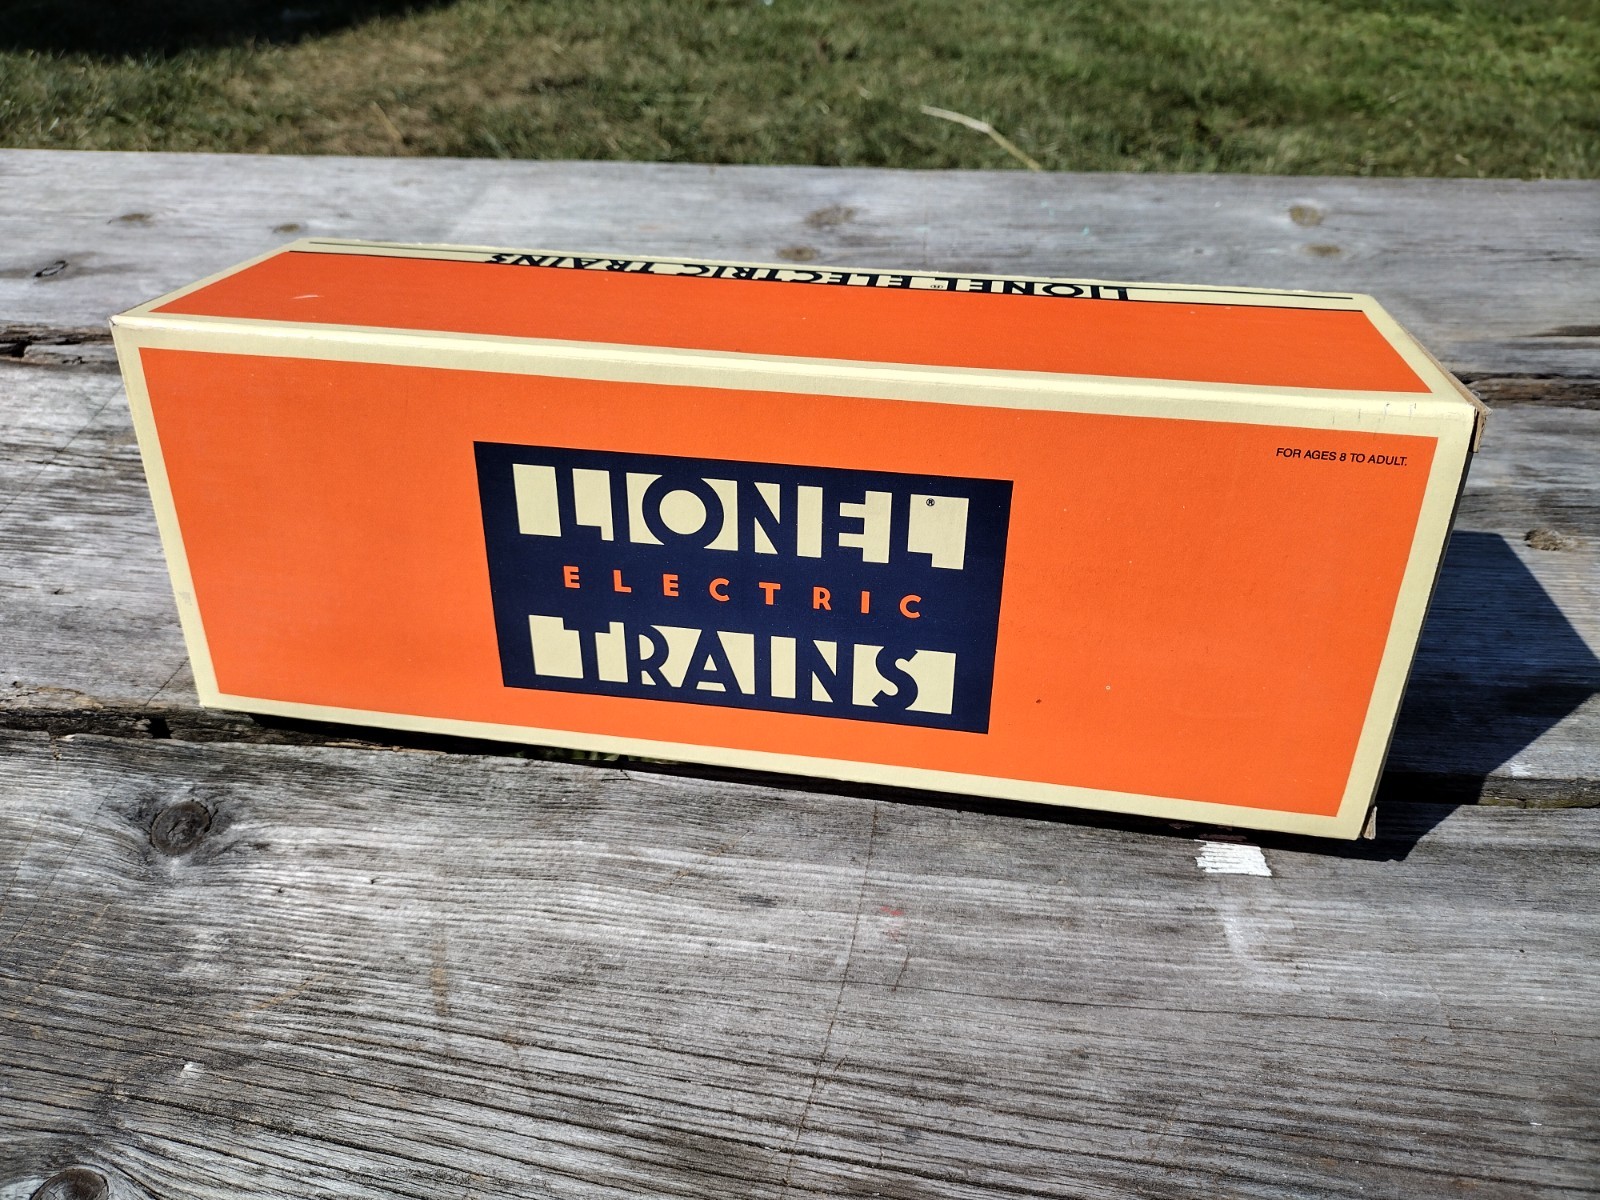 LIONEL® ELECTRIC TRAINS
FOR AGES 8 TO ADULT.
LIONEL®
ELECTRIC
TRAINS